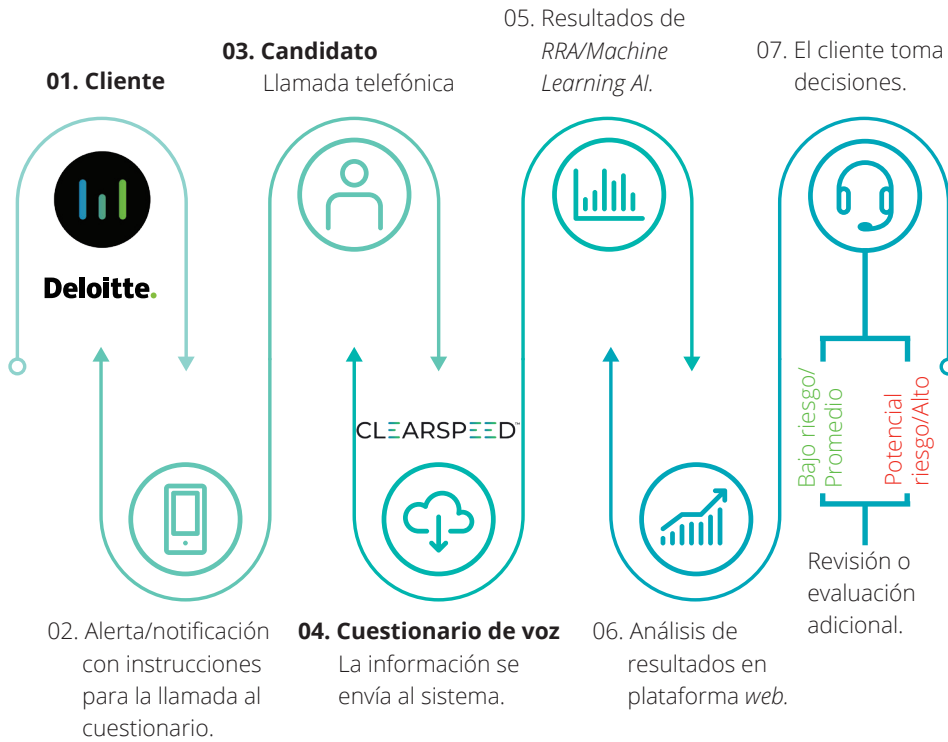 01. Cliente
Deloitte.
02. Alerta/notificación
con instrucciones
para la llamada al
cuestionario.
03. Candidato
Llamada telefónica
CLEARSPEED™
04. Cuestionario de voz
La información se
envía al sistema.
05. Resultados de
RRA/Machine
Learning AI.
06. Análisis de
resultados en
plataforma web.
07. El cliente toma
decisiones.
Bajo riesgo/
Promedio
Potencial
riesgo/Alto
Revisión o
evaluación
adicional.